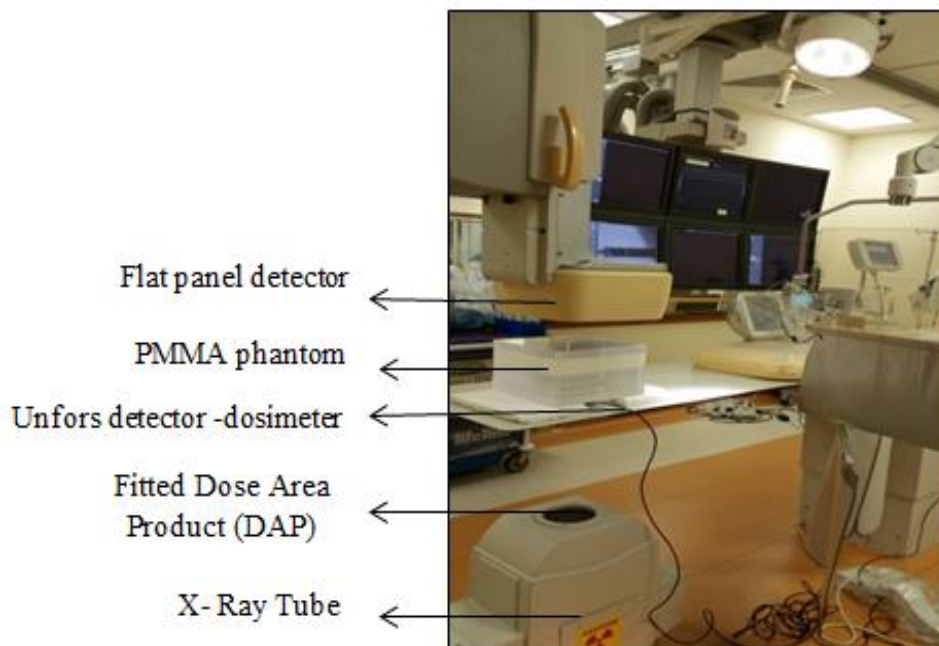 Flat panel detector
PMMA phantom
Unfors detector -dosimeter
Fitted Dose Area
Product (DAP)
X- Ray Tube